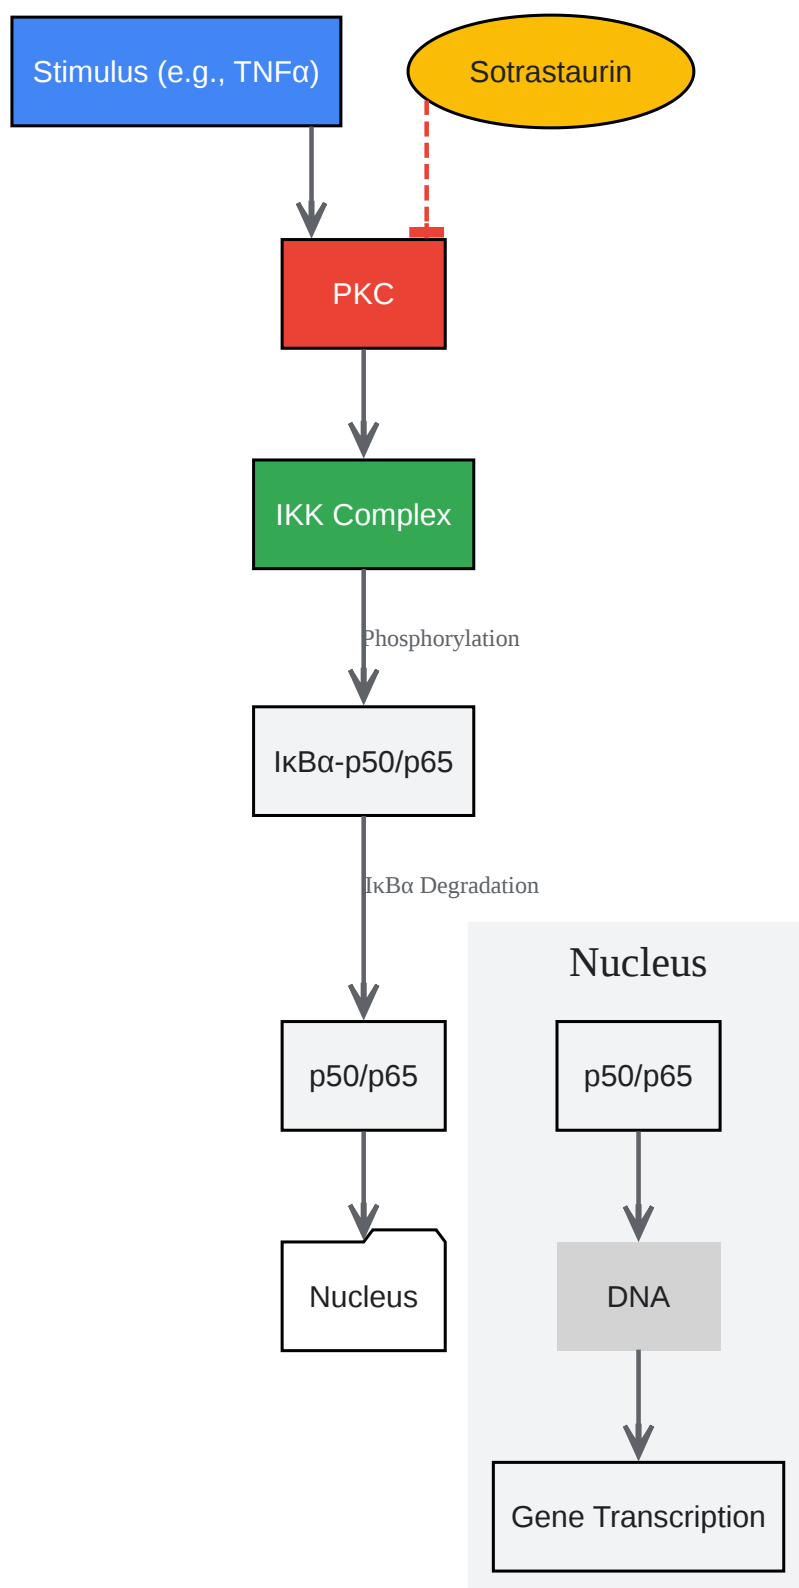 Stimulus (e.g., TNFα)
Sotrastaurin
PKC
IKK Complex
Phosphorylation
IκBα-p50/p65
IκBα Degradation
Nucleus
p50/p65
p50/p65
Nucleus
DNA
Gene Transcription